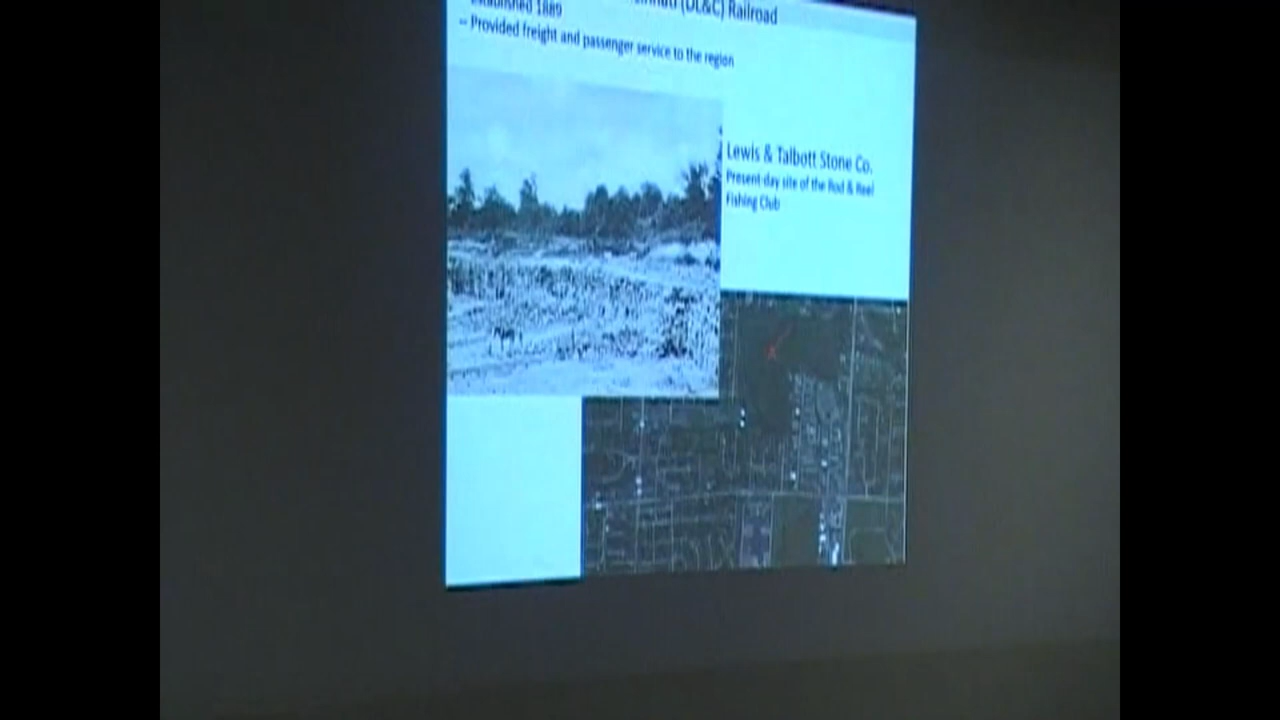 (DL&C) Railroad
Established 1889
– Provided freight and passenger service to the region
Lewis & Talbott Stone Co.
Present-day site of the Rod & Reel
Fishing Club